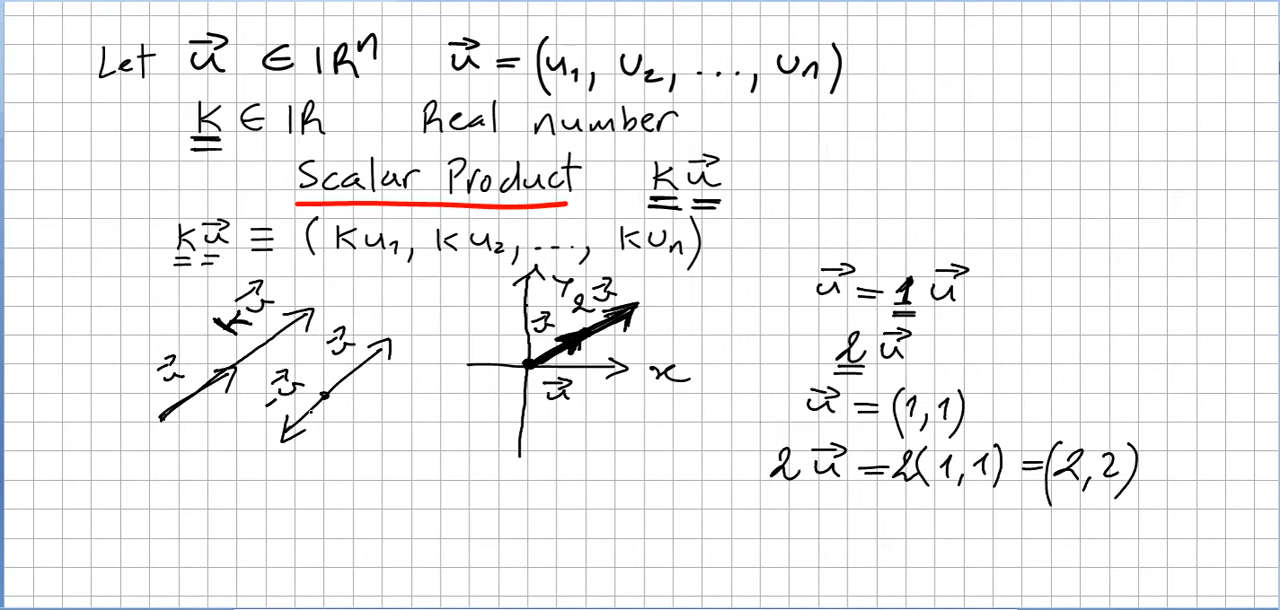 Let u⃗ ∈ ℝⁿ u⃗ = (u₁, u₂, ..., uₙ)
K ∈ ℝ Real number
Scalar Product K u⃗
K u⃗ ≡ (K u₁, K u₂, ..., K uₙ)
u⃗ = 1 u⃗
2 u⃗
u⃗ = (1,1)
2 u⃗ = 2(1,1) = (2,2)
K u⃗
u⃗
u⃗
-u⃗
y
2u⃗
u⃗
x
u⃗